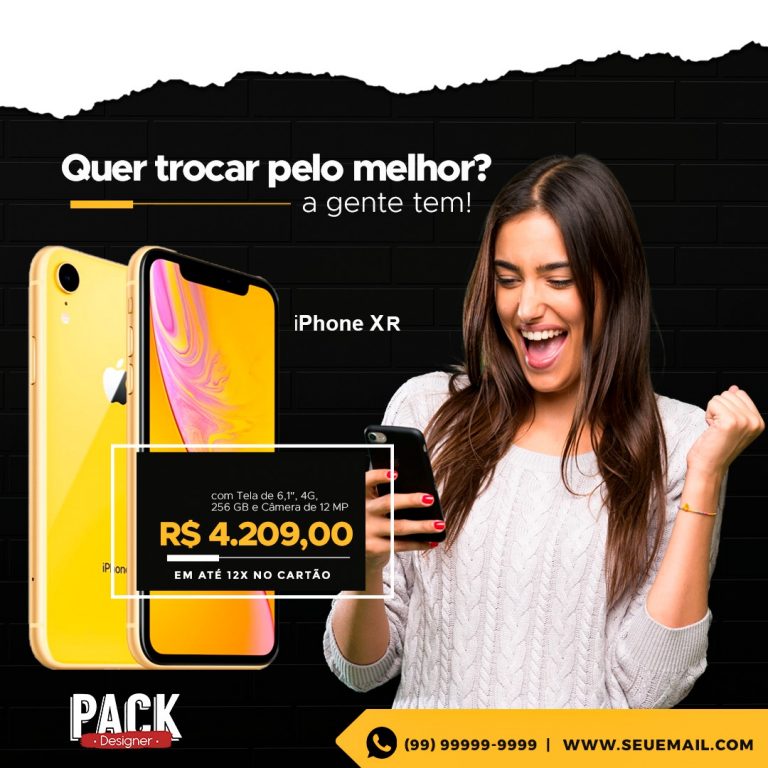 Quer trocar pelo melhor?
a gente tem!
iPhone XR
com Tela de 6,1", 4G,
256 GB e Câmera de 12 MP
R$ 4.209,00
EM ATÉ 12X NO CARTÃO
iPhone
PACK
Designer
(99) 99999-9999 | WWW.SEUEMAIL.COM